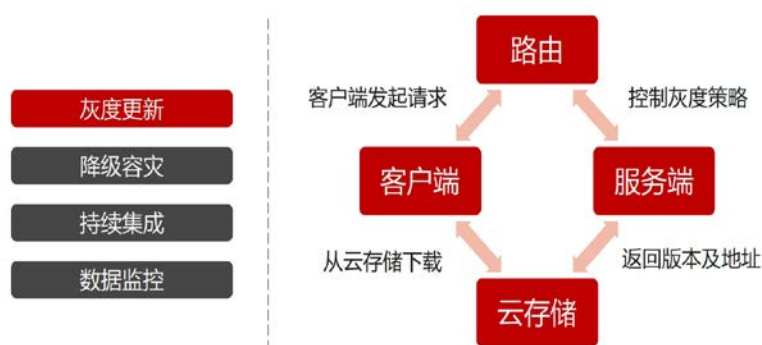 灰度更新
降级容灾
持续集成
数据监控
路由
客户端发起请求
控制灰度策略
客户端
服务端
从云存储下载
返回版本及地址
云存储